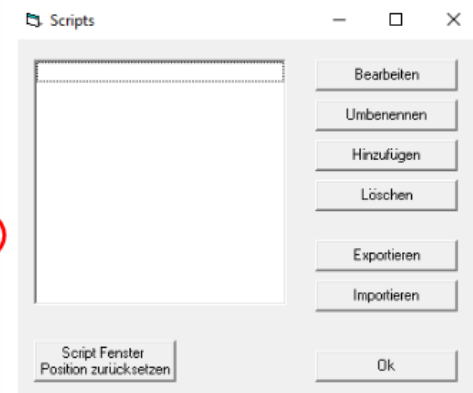 Scripts
Bearbeiten
Umbenennen
Hinzufügen
Löschen
Exportieren
Importieren
Script Fenster
Position zurücksetzen
Ok